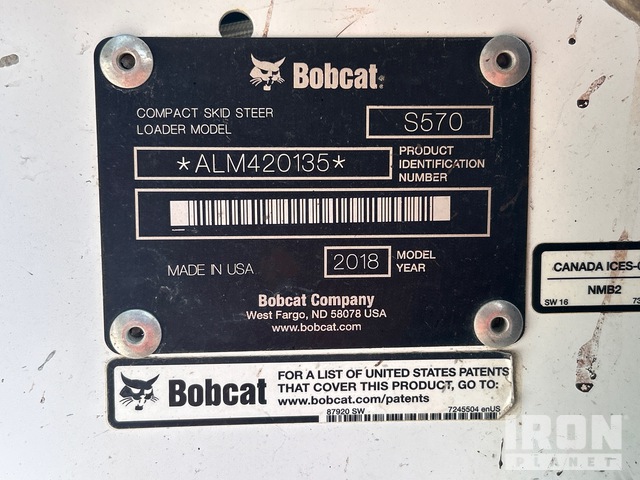 Bobcat
COMPACT SKID STEER
LOADER MODEL
S570
*ALM420135*
PRODUCT
IDENTIFICATION
NUMBER
MADE IN USA
2018
MODEL
YEAR
Bobcat Company
West Fargo, ND 58078 USA
www.bobcat.com
CANADA ICES-
NMB2
SW 16
Bobcat
FOR A LIST OF UNITED STATES PATENTS
THAT COVER THIS PRODUCT, GO TO:
www.bobcat.com/patents
87920 SW
7245504 enUS
IRON
PLANET